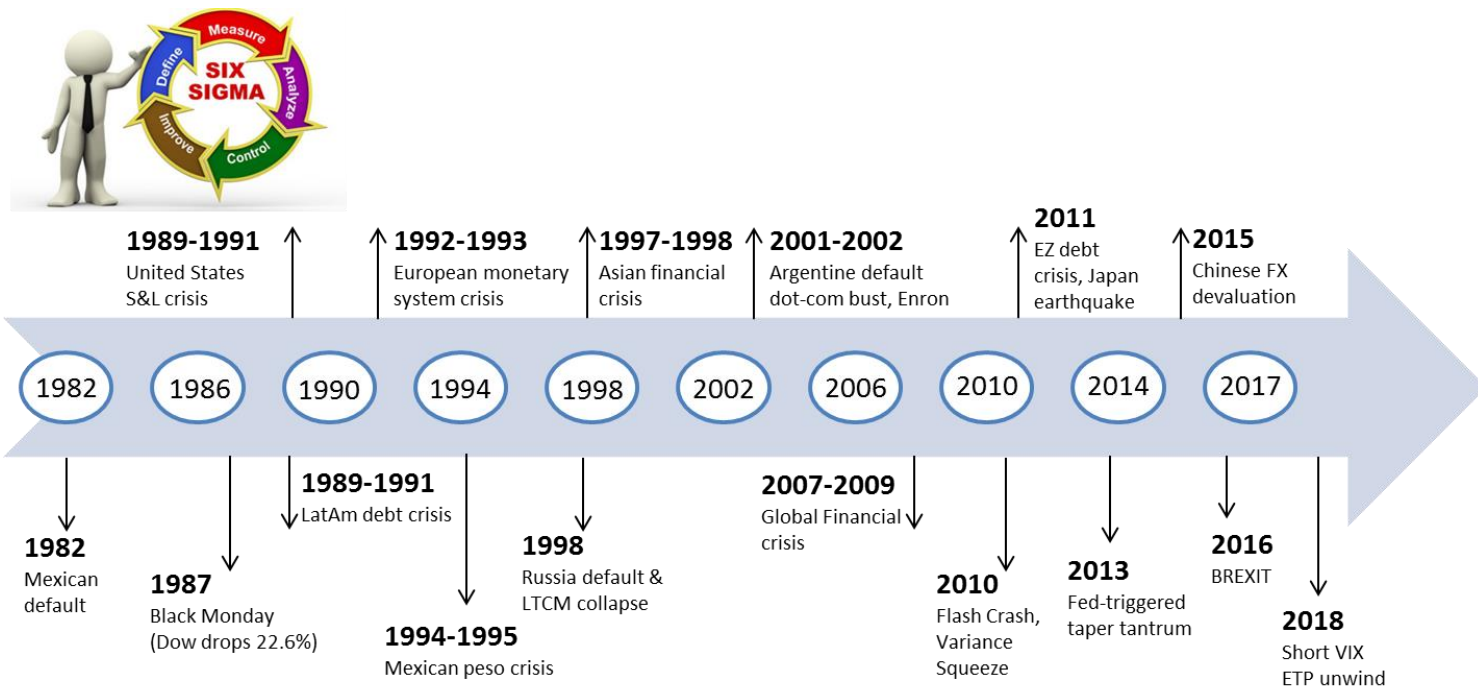 Measure
Define
SIX
SIGMA
Analyze
Improve
Control
1989-1991
United States
S&L crisis
1992-1993
European monetary
system crisis
1997-1998
Asian financial
crisis
2001-2002
Argentine default
dot-com bust, Enron
2011
EZ debt
crisis, Japan
earthquake
2015
Chinese FX
devaluation
1982
1986
1990
1994
1998
2002
2006
2010
2014
2017
1982
Mexican
default
1987
Black Monday
(Dow drops 22.6%)
1989-1991
LatAm debt crisis
1994-1995
Mexican peso crisis
1998
Russia default &
LTCM collapse
2007-2009
Global Financial
crisis
2010
Flash Crash,
Variance
Squeeze
2013
Fed-triggered
taper tantrum
2016
BREXIT
2018
Short VIX
ETP unwind